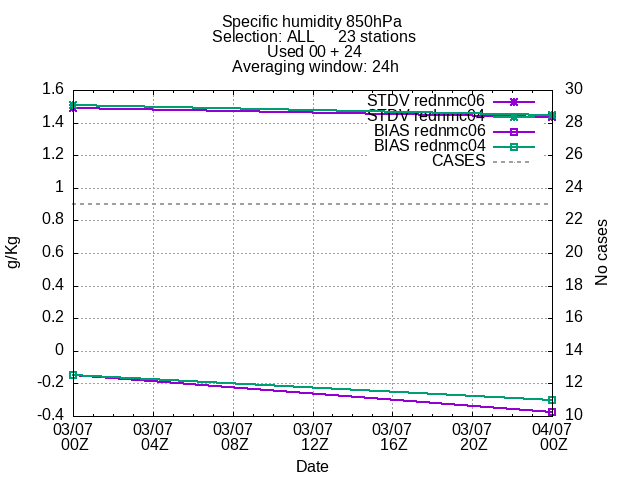 Specific humidity 850hPa
Selection: ALL 23 stations
Used 00 + 24
Averaging window: 24h
1.6
1.4
1.2
1
0.8
0.6
0.4
0.2
0
-0.2
-0.4
g/Kg
STDV rednmc06
STDV rednmc04
BIAS rednmc06
BIAS rednmc04
CASES
30
28
26
24
22
20
18
16
14
12
10
No cases
03/07 03/07 03/07 03/07 03/07 03/07 04/07
00Z 04Z 08Z 12Z 16Z 20Z 00Z
Date